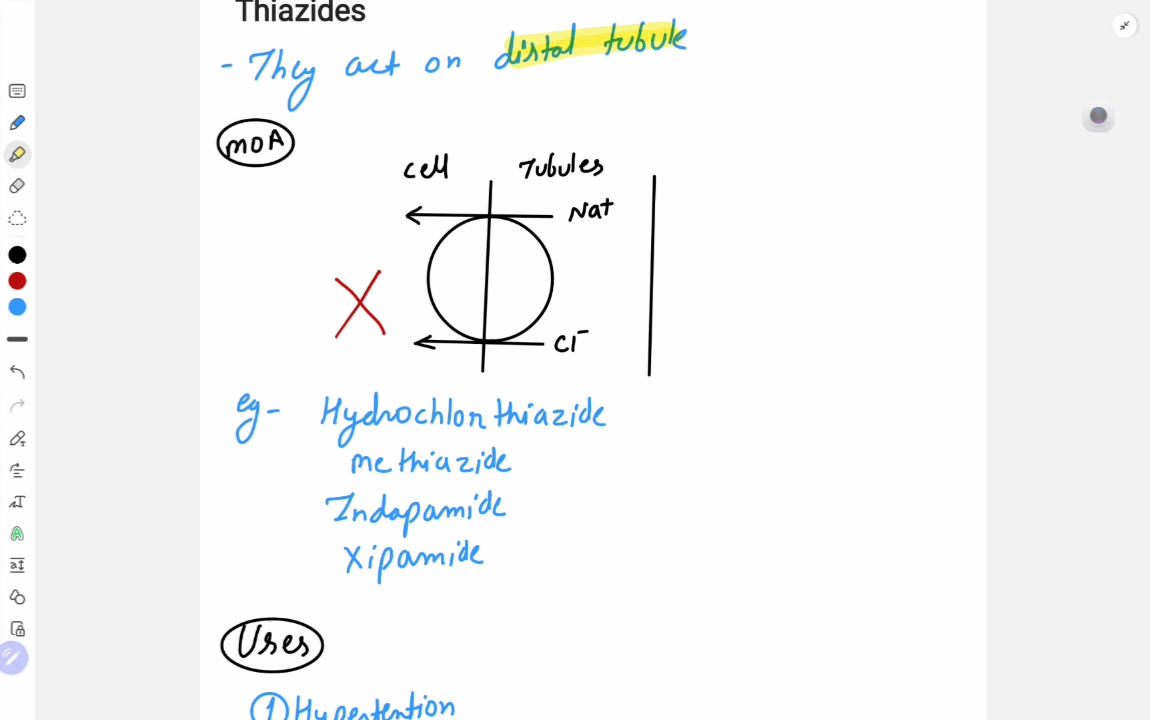 Thiazides
- They act on distal tubule
MOA
cell Tubules
Na+
Cl-
eg- Hydrochlorthiazide
methiazide
Indapamide
Xipamide
Uses
① Hypertention